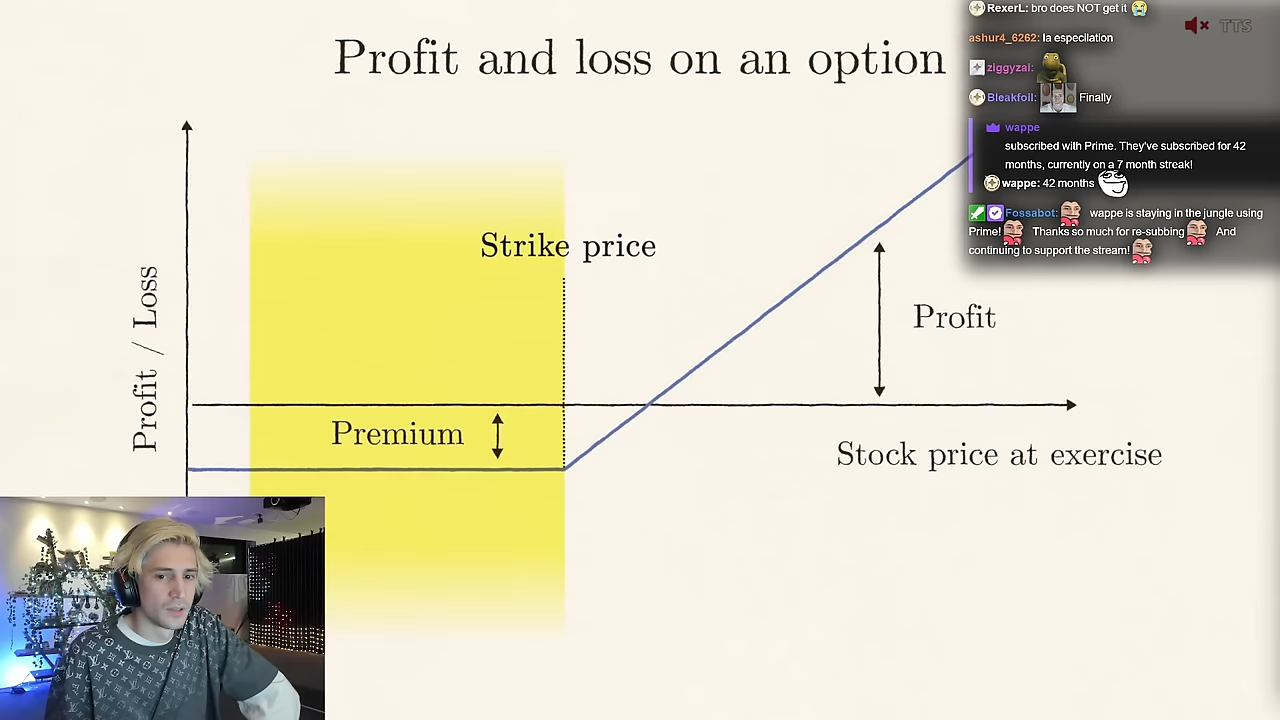 Profit and loss on an option
Profit / Loss
Strike price
Premium
Profit
Stock price at exercise
TTS
RexerL: bro does NOT get it 😭
ashur4_6262: la especilation
ziggyzal:
Bleakfoil: Finally
wappe
subscribed with Prime. They've subscribed for 42
months, currently on a 7 month streak!
wappe: 42 months
Fossabot: wappe is staying in the jungle using
Prime! Thanks so much for re-subbing And
continuing to support the stream!